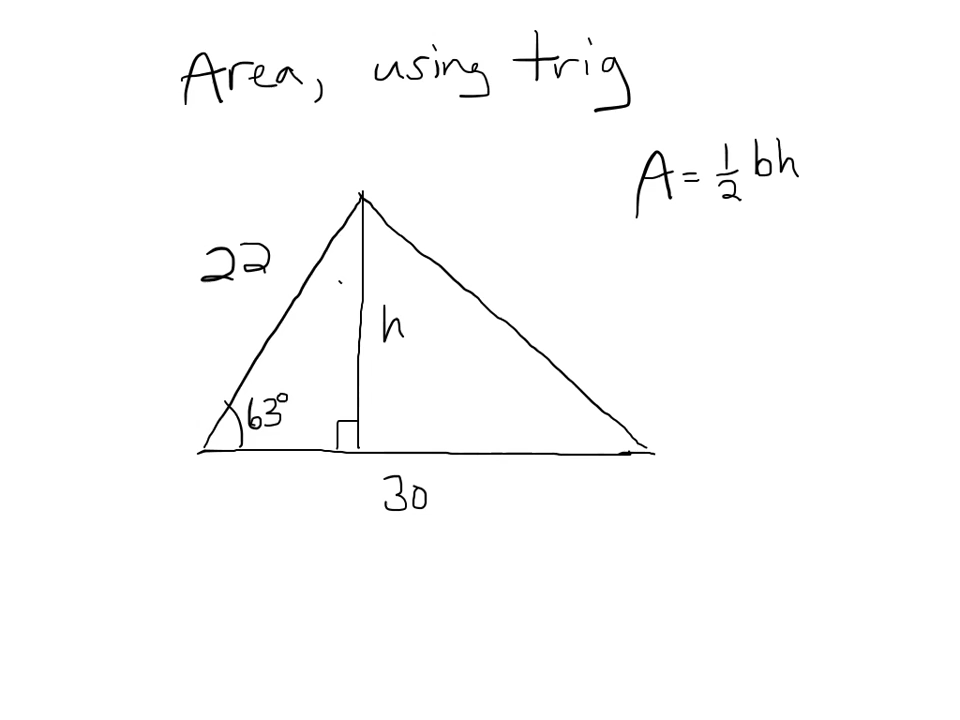 Area, using trig
A = 1/2 bh
22
h
63°
30